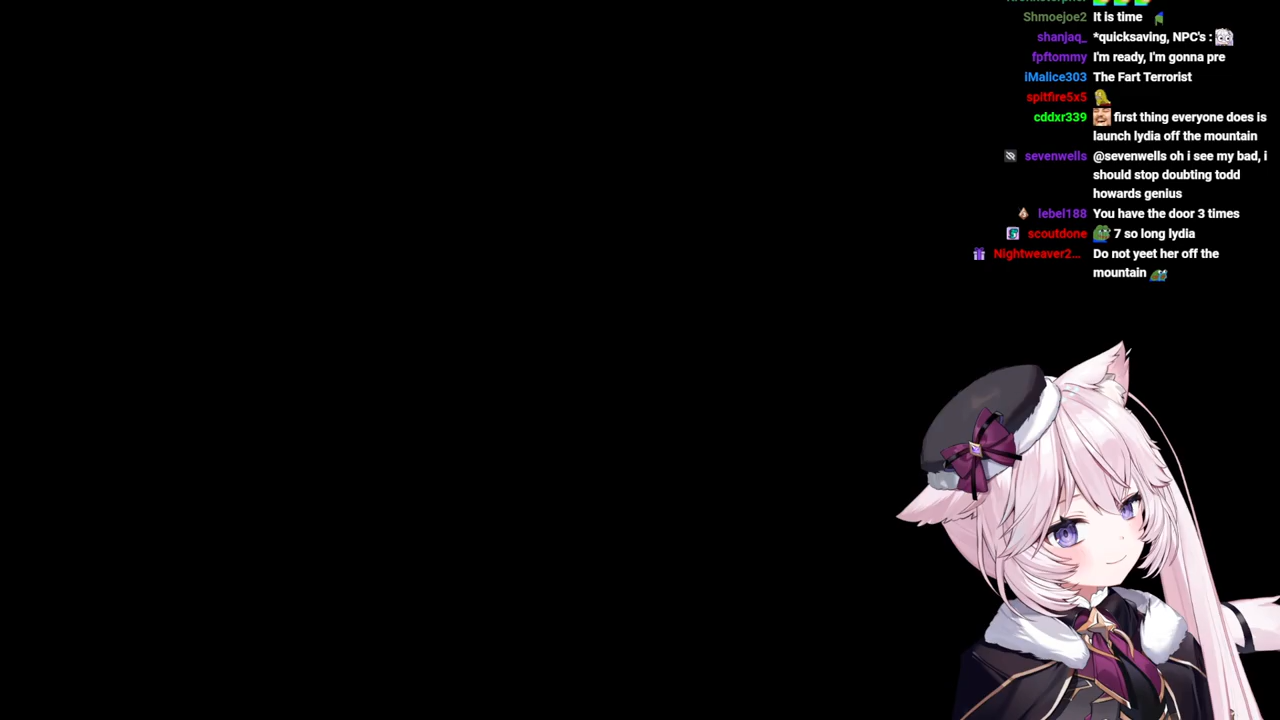 Shmoejoe2 It is time
shanjaq_ *quicksaving, NPC's :
fpftommy I'm ready, I'm gonna pre
iMalice303 The Fart Terrorist
spitfire5x5
cddxr339 first thing everyone does is
launch lydia off the mountain
sevenwells @sevenwells oh i see my bad, i
should stop doubting todd
howards genius
lebel188 You have the door 3 times
scoutdone 7 so long lydia
Nightweaver2... Do not yeet her off the
mountain